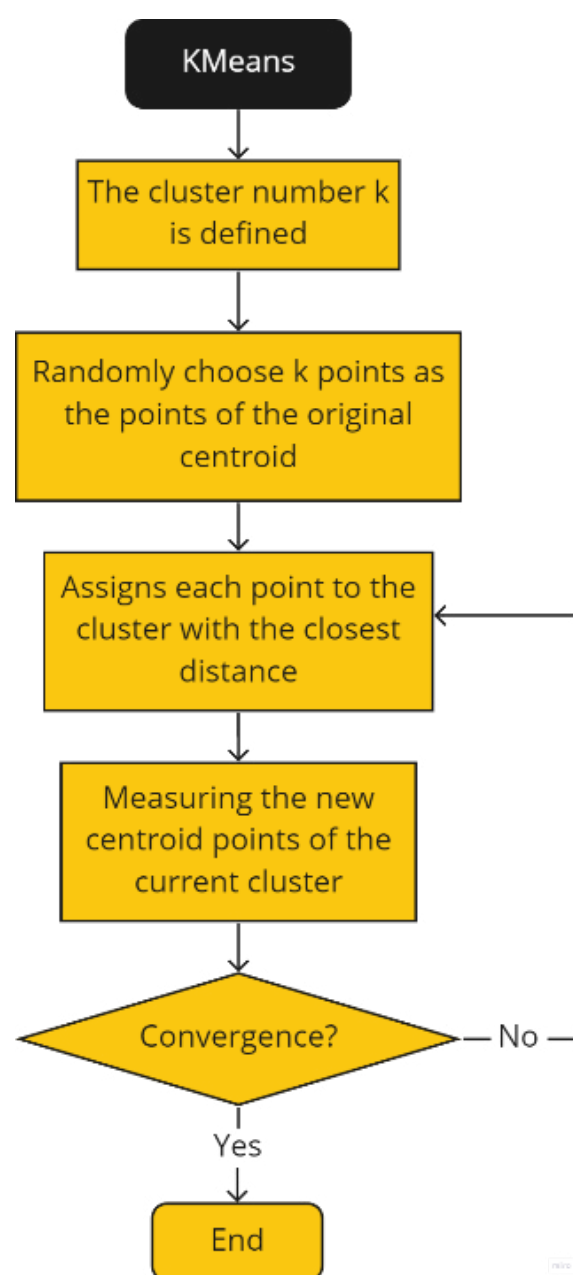 KMeans
The cluster number k
is defined
Randomly choose k points as
the points of the original
centroid
Assigns each point to the
cluster with the closest
distance
Measuring the new
centroid points of the
current cluster
Convergence?
No
Yes
End
miro